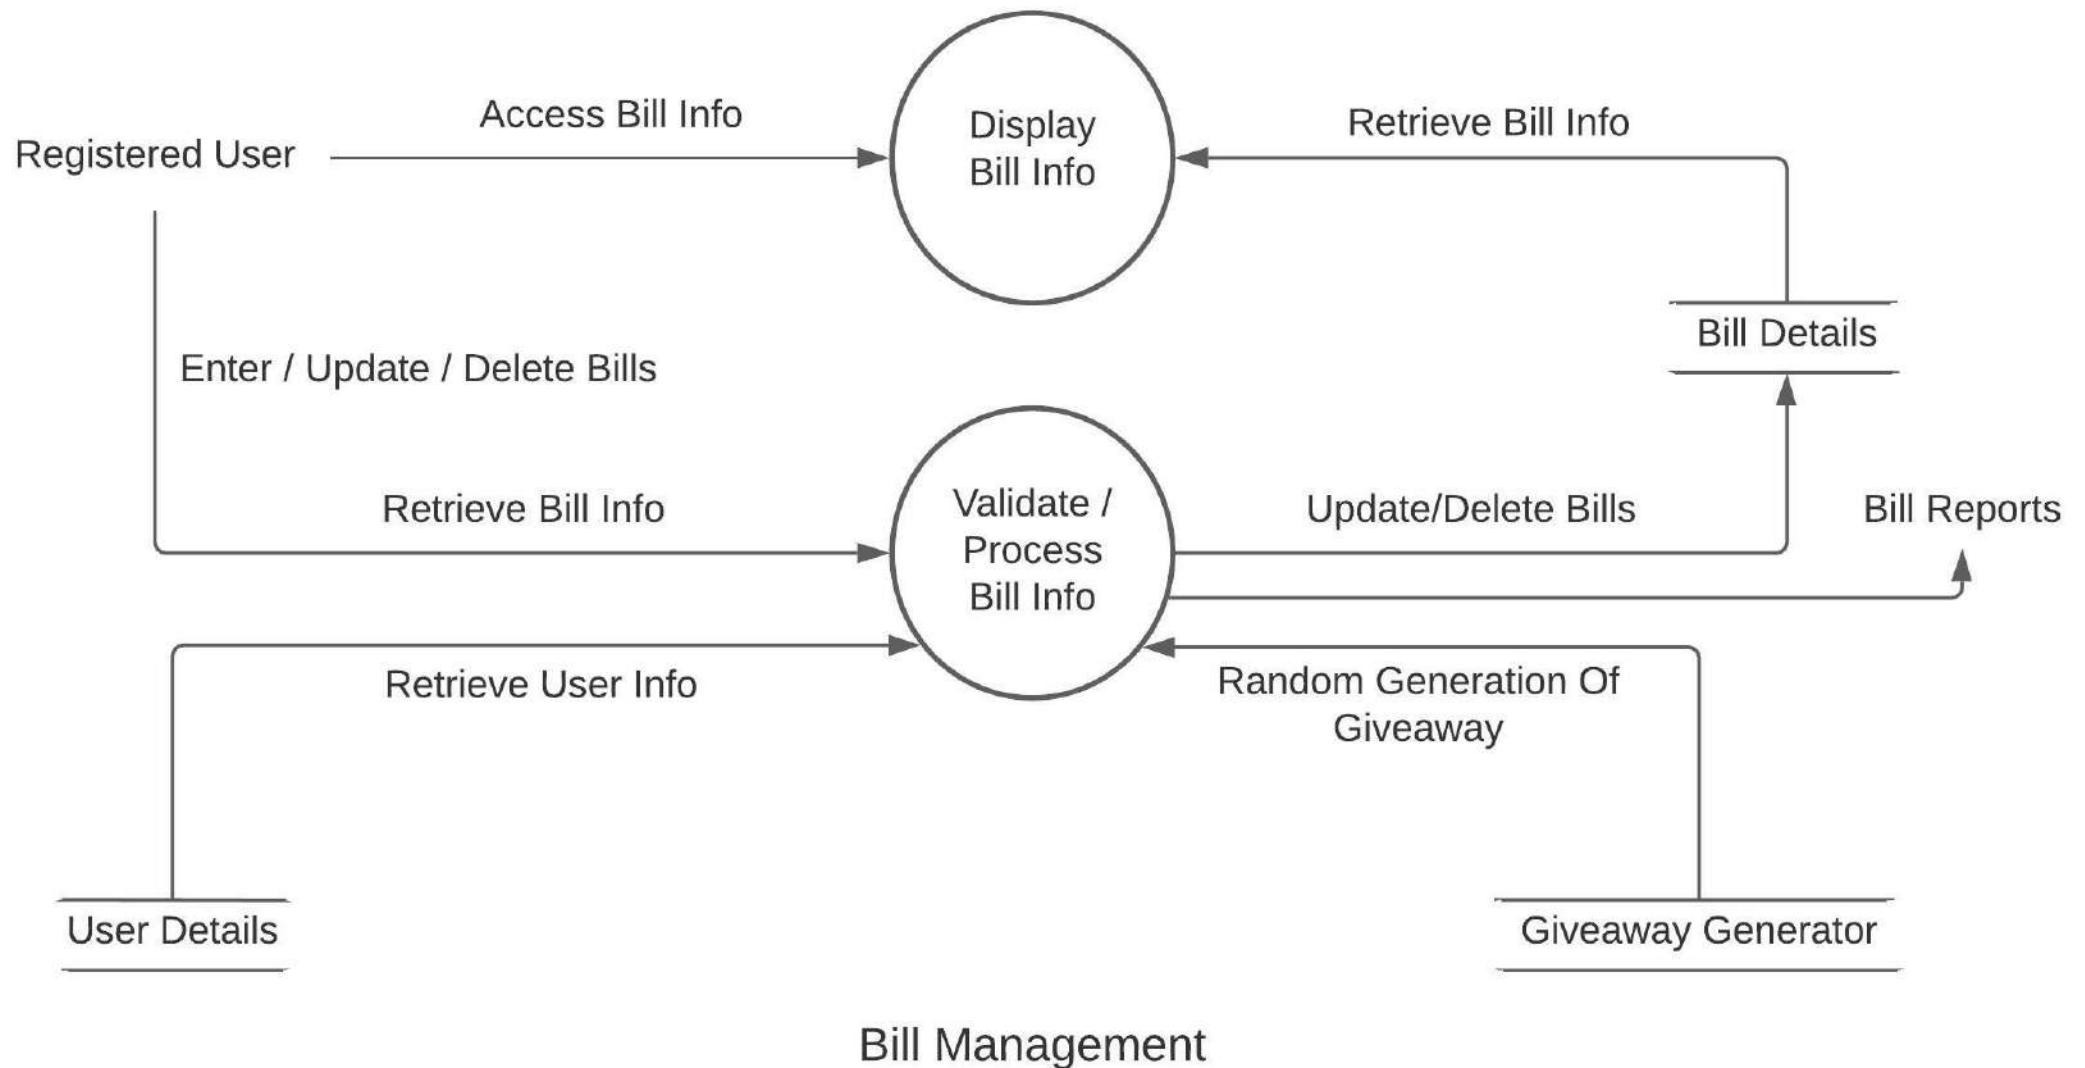 Access Bill Info
Registered User
Display
Bill Info
Retrieve Bill Info
Bill Details
Enter / Update / Delete Bills
Retrieve Bill Info
Validate /
Process
Bill Info
Update/Delete Bills
Bill Reports
Retrieve User Info
Random Generation Of
Giveaway
User Details
Giveaway Generator
Bill Management